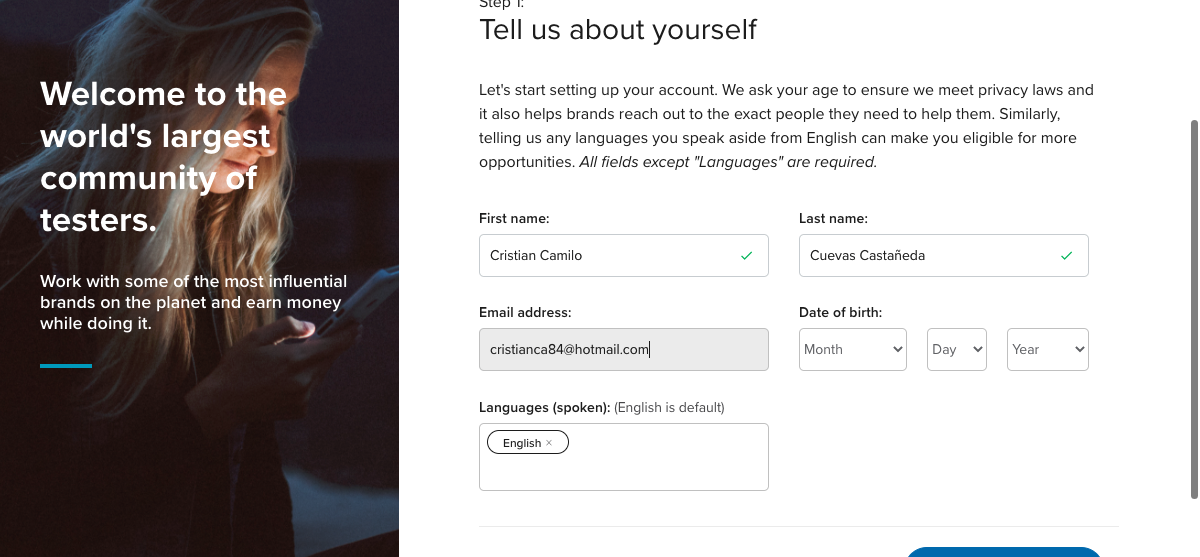 Step 1:
Tell us about yourself
Welcome to the
world's largest
community of
testers.
Work with some of the most influential
brands on the planet and earn money
while doing it.
Let's start setting up your account. We ask your age to ensure we meet privacy laws and
it also helps brands reach out to the exact people they need to help them. Similarly,
telling us any languages you speak aside from English can make you eligible for more
opportunities. All fields except "Languages" are required.
First name:
Last name:
Cristian Camilo
Cuevas Castañeda
Email address:
Date of birth:
cristianca84@hotmail.com
Month
Day
Year
Languages (spoken): (English is default)
English ×